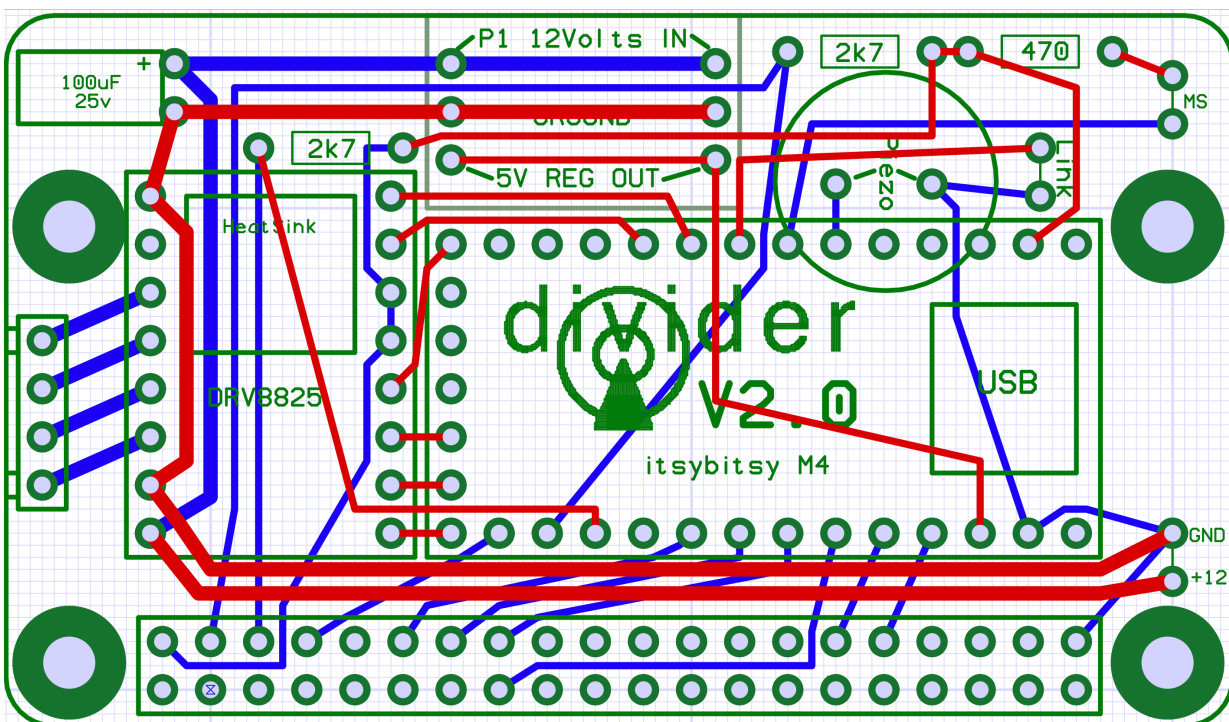 P1 12Volts IN
2k7
470
+
100uF
25v
MS
GROUND
2k7
Link
Piezo
5V REG OUT
HeatSink
divider
USB
DRV8825
V2.0
itsybitsy M4
GND
+12